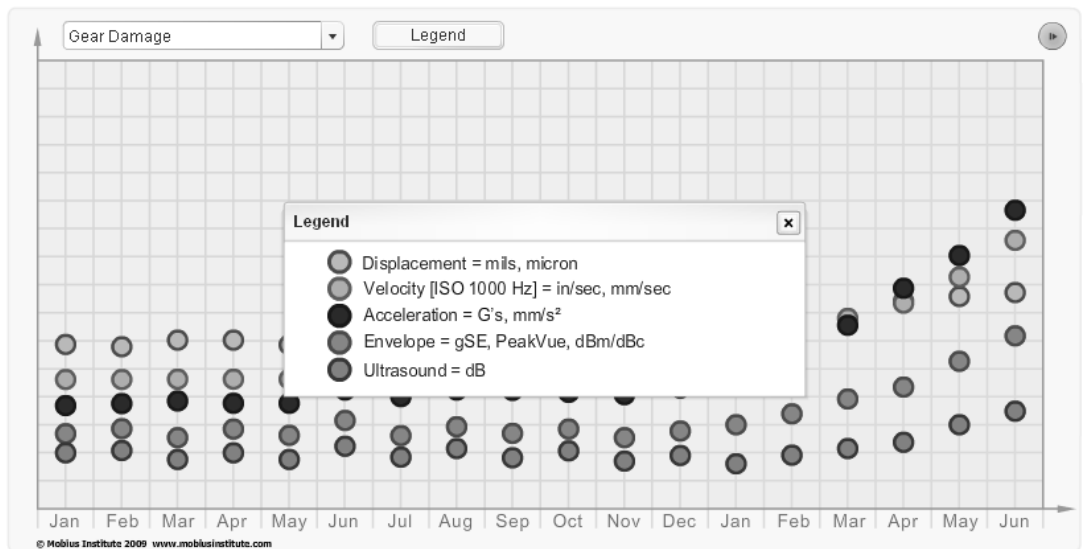 Gear Damage
Legend
Legend
Displacement = mils, micron
Velocity [ISO 1000 Hz] = in/sec, mm/sec
Acceleration = G's, mm/s²
Envelope = gSE, PeakVue, dBm/dBc
Ultrasound = dB
Jan Feb Mar Apr May Jun Jul Aug Sep Oct Nov Dec Jan Feb Mar Apr May Jun
© Mobius Institute 2009 www.mobiusinstitute.com